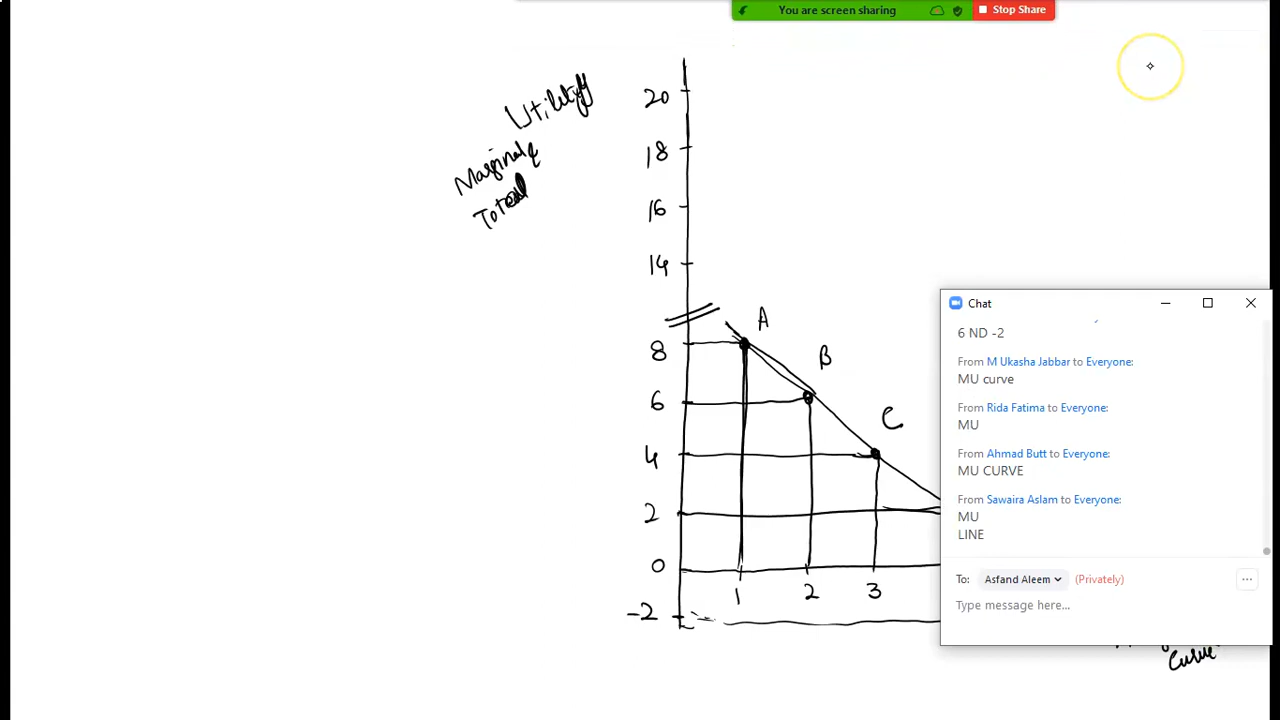 You are screen sharing
Stop Share
Utility
Marginal &
Total
20
18
16
14
8
6
4
2
0
-2
A
B
C
1
2
3
Curve
Chat
6 ND -2
From M Ukasha Jabbar to Everyone:
MU curve
From Rida Fatima to Everyone:
MU
From Ahmad Butt to Everyone:
MU CURVE
From Sawaira Aslam to Everyone:
MU
LINE
To: Asfand Aleem (Privately)
Type message here...